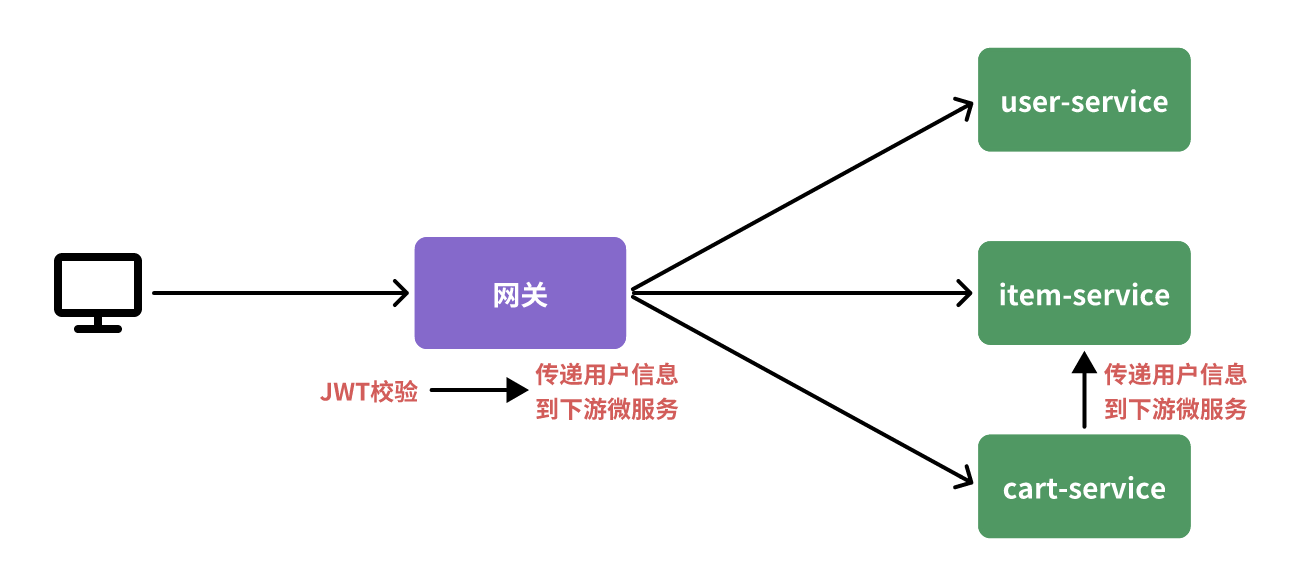 user-service
网关
item-service
JWT校验
传递用户信息
到下游微服务
传递用户信息
到下游微服务
cart-service